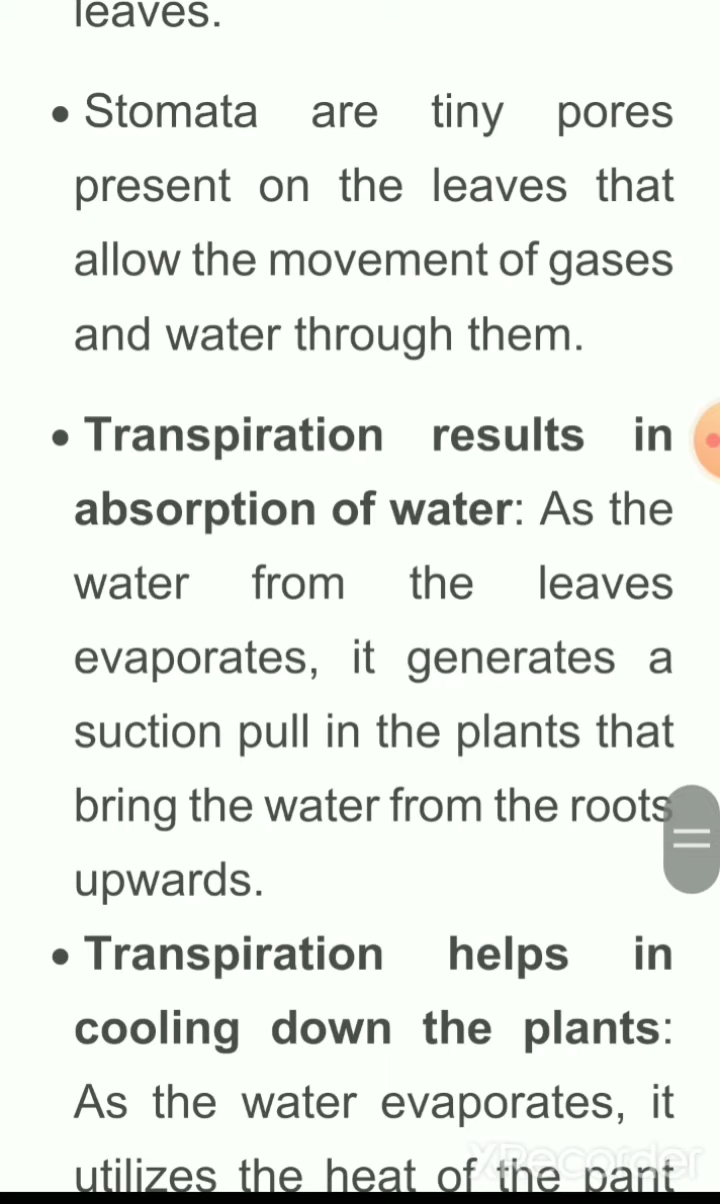 leaves.
• Stomata are tiny pores
present on the leaves that
allow the movement of gases
and water through them.
• Transpiration results in
absorption of water: As the
water from the leaves
evaporates, it generates a
suction pull in the plants that
bring the water from the roots
upwards.
• Transpiration helps in
cooling down the plants:
As the water evaporates, it
utilizes the heat of the pant
XRecorder